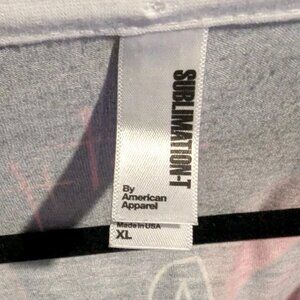 SUBLIMATION-T
By
American
Apparel
Made in USA
XL